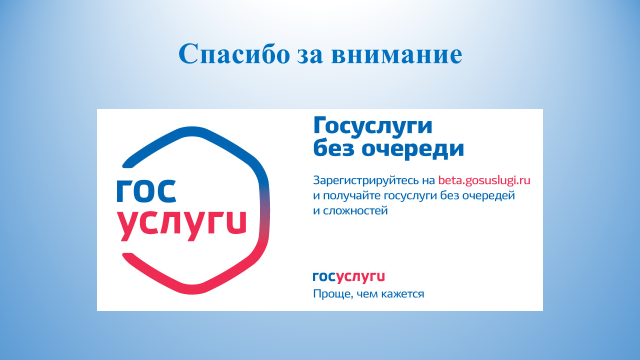 Спасибо за внимание
гос
услуги
Госуслуги
без очереди
Зарегистрируйтесь на beta.gosuslugi.ru
и получайте госуслуги без очередей
и сложностей
госуслуги
Проще, чем кажется